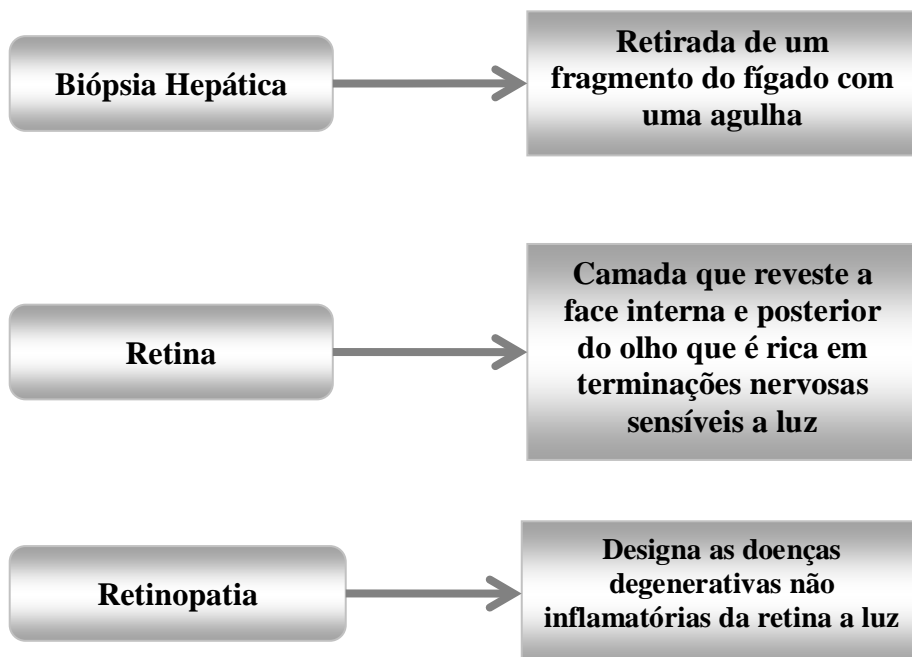 Biópsia Hepática
Retirada de um
fragmento do fígado com
uma agulha
Retina
Camada que reveste a
face interna e posterior
do olho que é rica em
terminações nervosas
sensíveis a luz
Retinopatia
Designa as doenças
degenerativas não
inflamatórias da retina a luz